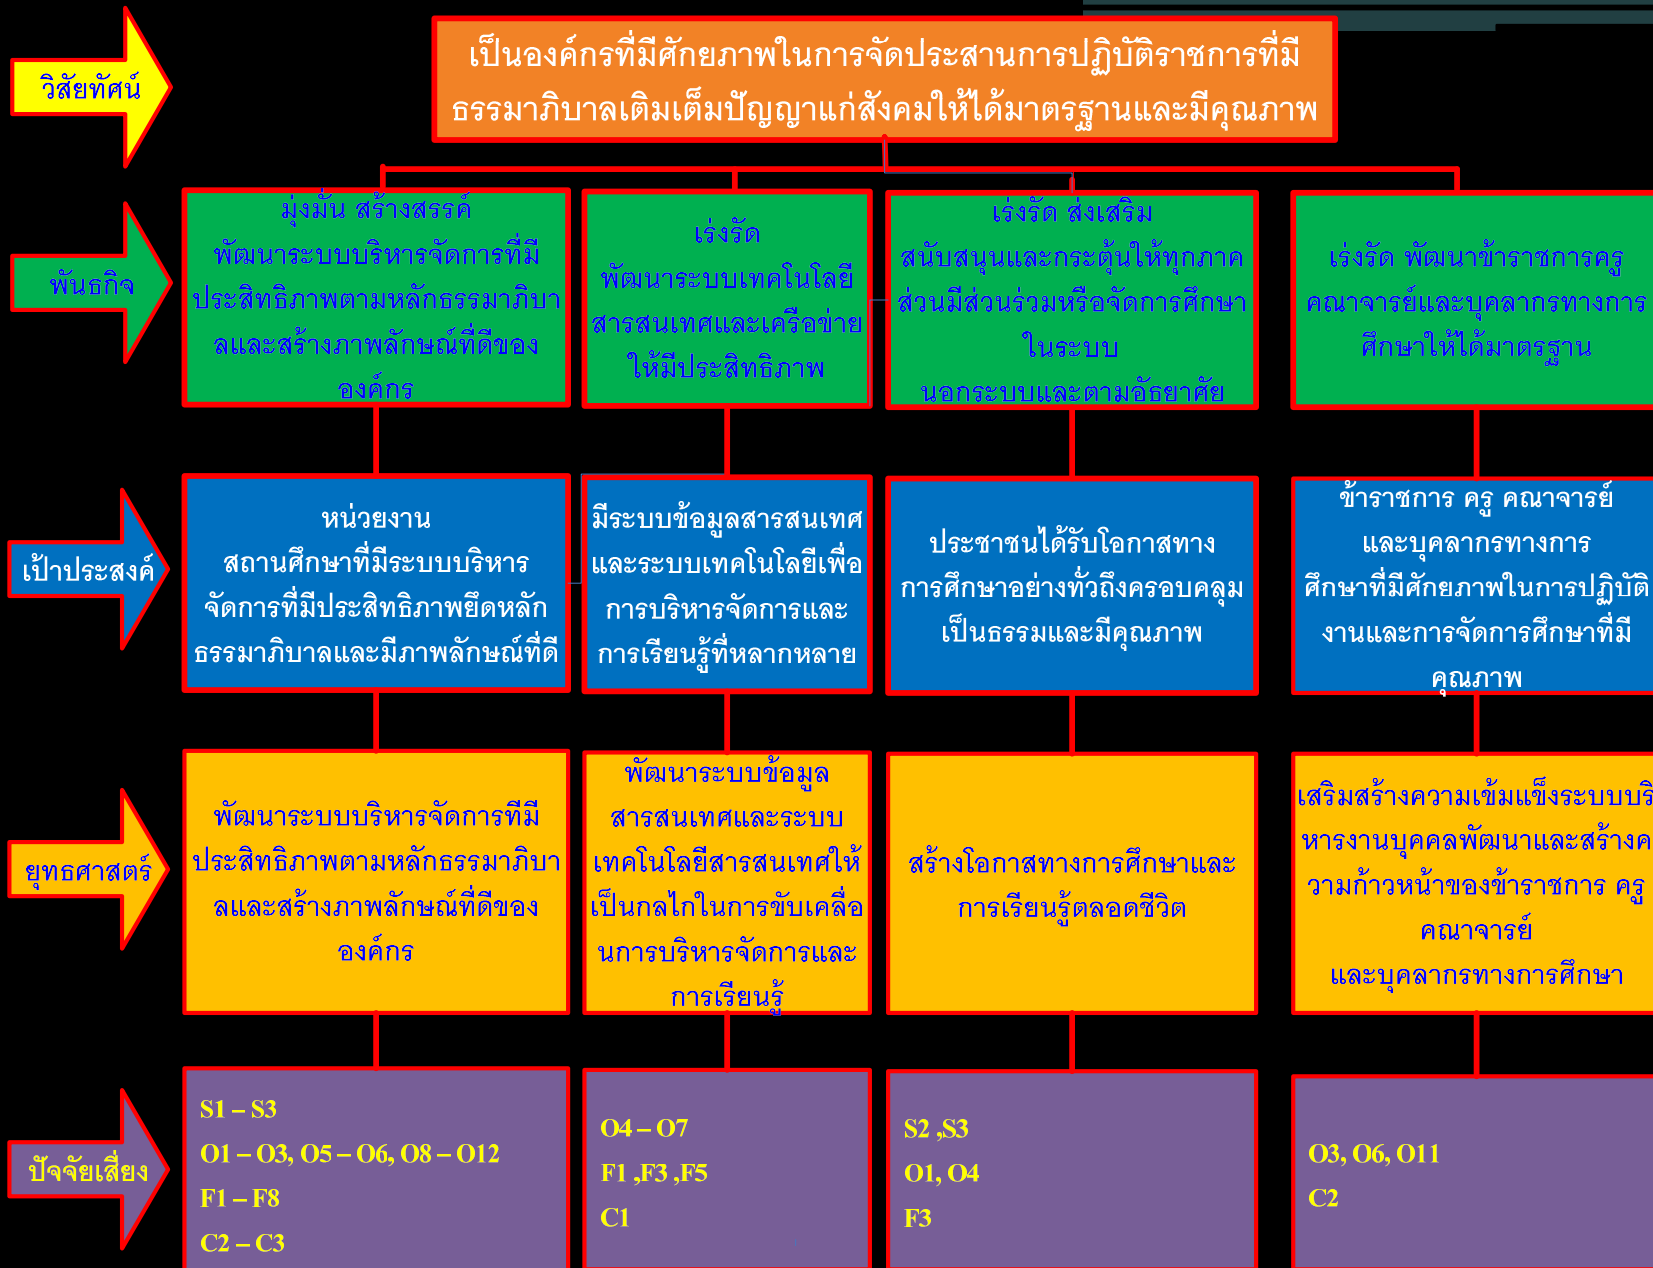 วิสัยทัศน์
เป็นองค์กรที่มีศักยภาพในการจัดประสานการปฏิบัติราชการที่มี
ธรรมาภิบาลเติมเต็มปัญญาแก่สังคมให้ได้มาตรฐานและมีคุณภาพ
พันธกิจ
มุ่งมั่น สร้างสรรค์
พัฒนาระบบบริหารจัดการที่มี
ประสิทธิภาพตามหลักธรรมาภิบา
ลและสร้างภาพลักษณ์ที่ดีของ
องค์กร
เร่งรัด
พัฒนาระบบเทคโนโลยี
สารสนเทศและเครือข่าย
ให้มีประสิทธิภาพ
เร่งรัด ส่งเสริม
สนับสนุนและกระตุ้นให้ทุกภาค
ส่วนมีส่วนร่วมหรือจัดการศึกษา
ในระบบ
นอกระบบและตามอัธยาศัย
เร่งรัด พัฒนาข้าราชการครู
คณาจารย์และบุคลากรทางการ
ศึกษาให้ได้มาตรฐาน
เป้าประสงค์
หน่วยงาน
สถานศึกษาที่มีระบบบริหาร
จัดการที่มีประสิทธิภาพยึดหลัก
ธรรมาภิบาลและมีภาพลักษณ์ที่ดี
มีระบบข้อมูลสารสนเทศ
และระบบเทคโนโลยีเพื่อ
การบริหารจัดการและ
การเรียนรู้ที่หลากหลาย
ประชาชนได้รับโอกาสทาง
การศึกษาอย่างทั่วถึงครอบคลุม
เป็นธรรมและมีคุณภาพ
ข้าราชการ ครู คณาจารย์
และบุคลากรทางการ
ศึกษาที่มีศักยภาพในการปฏิบัติ
งานและการจัดการศึกษาที่มี
คุณภาพ
ยุทธศาสตร์
พัฒนาระบบบริหารจัดการทีมี
ประสิทธิภาพตามหลักธรรมาภิบา
ลและสร้างภาพลักษณ์ที่ดีของ
องค์กร
พัฒนาระบบข้อมูล
สารสนเทศและระบบ
เทคโนโลยีสารสนเทศให้
เป็นกลไกในการขับเคลื่อ
นการบริหารจัดการและ
การเรียนรู้
สร้างโอกาสทางการศึกษาและ
การเรียนรู้ตลอดชีวิต
เสริมสร้างความเข้มแข็งระบบบริ
หารงานบุคคลพัฒนาและสร้างค
วามก้าวหน้าของข้าราชการ ครู
คณาจารย์
และบุคลากรทางการศึกษา
ปัจจัยเสี่ยง
S1 – S3
O1 – O3, O5 – O6, O8 – O12
F1 – F8
C2 – C3
O4 – O7
F1 ,F3 ,F5
C1
S2 ,S3
O1, O4
F3
O3, O6, O11
C2